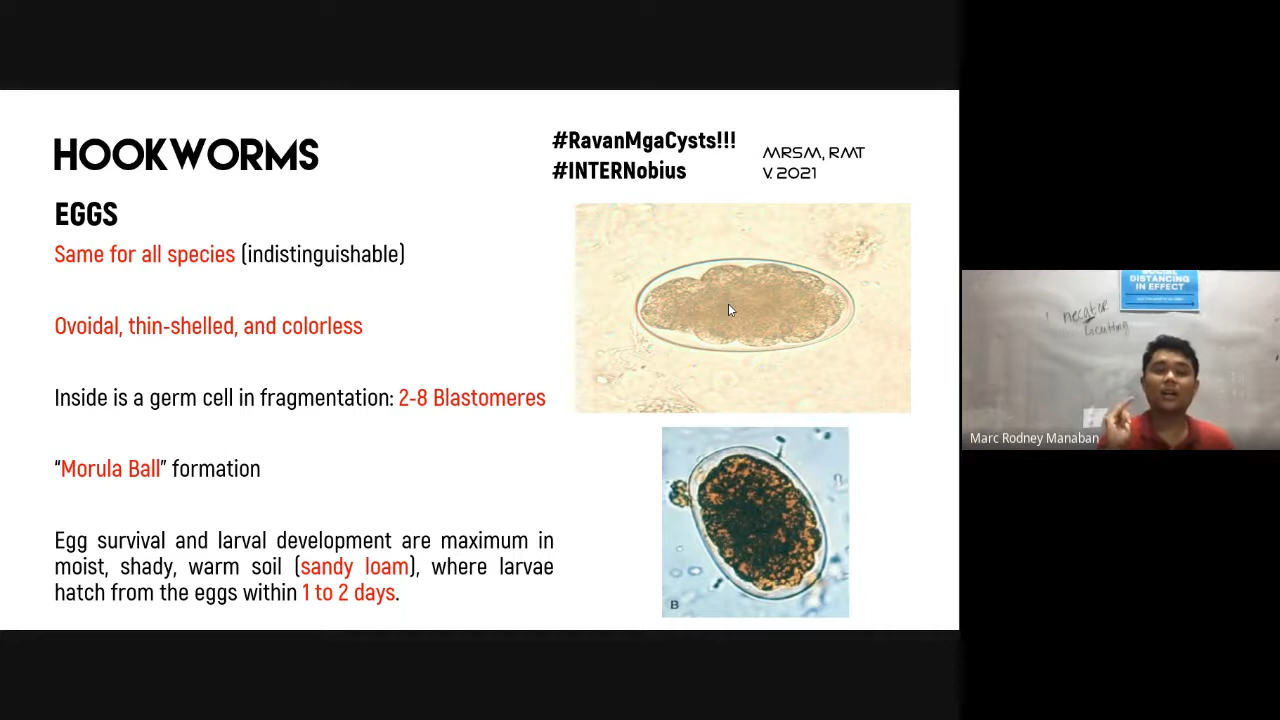 HOOKWORMS
#RavanMgaCysts!!!
#INTERNobius
MRSM, RMT
V. 2021
EGGS
Same for all species (indistinguishable)
Ovoidal, thin-shelled, and colorless
Inside is a germ cell in fragmentation: 2-8 Blastomeres
“Morula Ball” formation
Egg survival and larval development are maximum in
moist, shady, warm soil (sandy loam), where larvae
hatch from the eggs within 1 to 2 days.
B
DISTANCING
IN EFFECT
necator
Marc Rodney Manaban